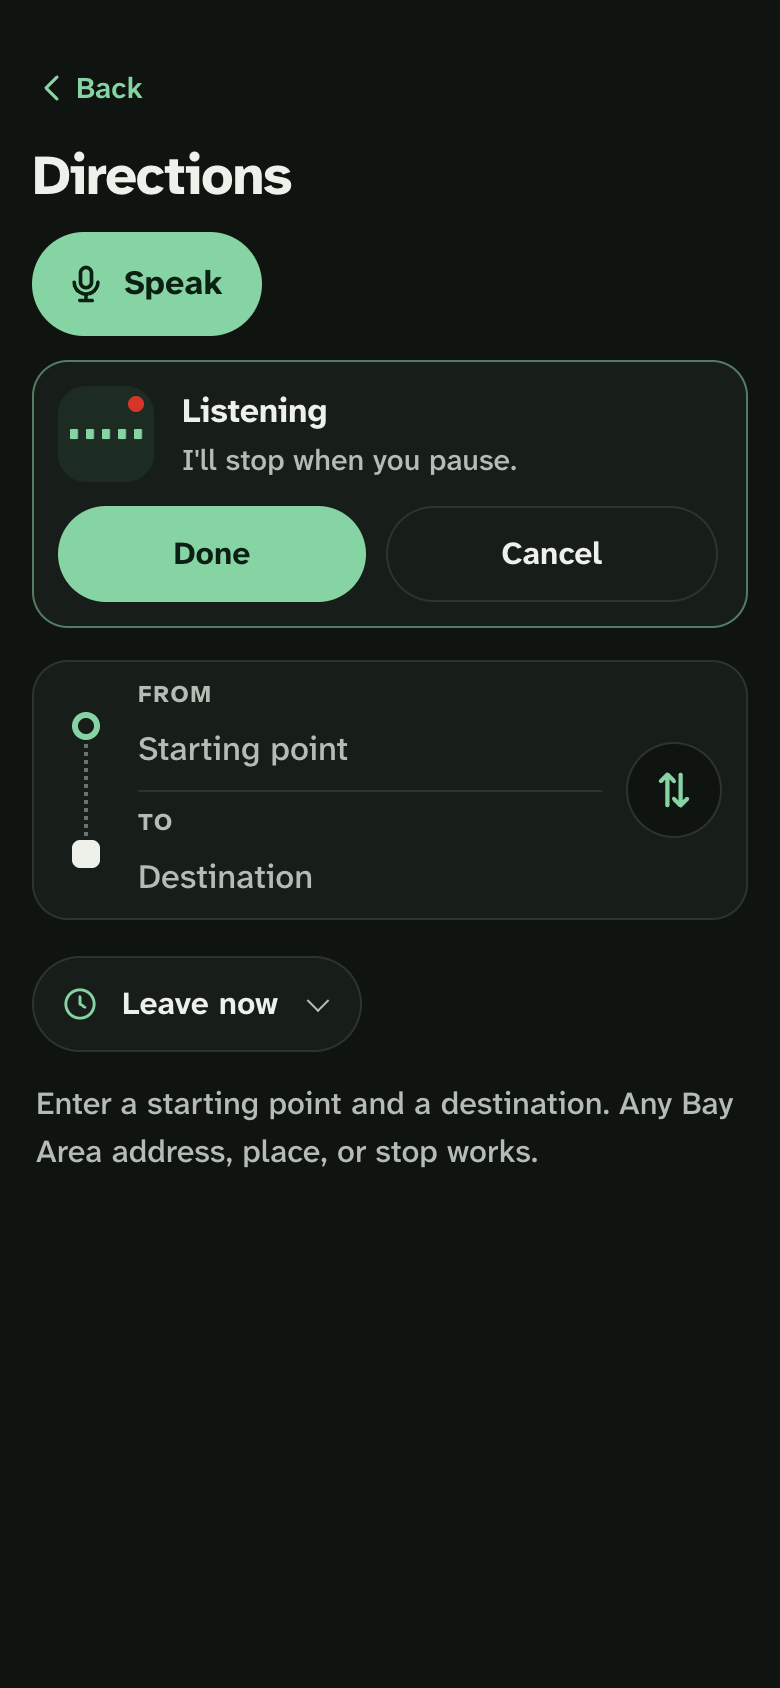 Back
Directions
Speak
Listening
I'll stop when you pause.
Done
Cancel
FROM
Starting point
TO
Destination
Leave now
Enter a starting point and a destination. Any Bay
Area address, place, or stop works.